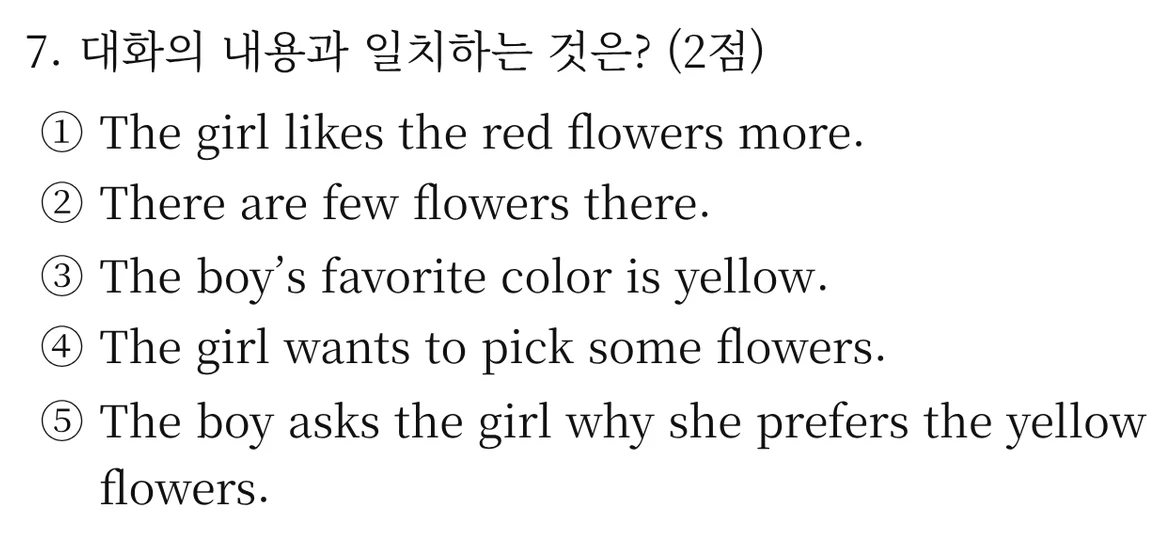 7. 대화의 내용과 일치하는 것은? (2점)
① The girl likes the red flowers more.
② There are few flowers there.
③ The boy’s favorite color is yellow.
④ The girl wants to pick some flowers.
⑤ The boy asks the girl why she prefers the yellow
flowers.